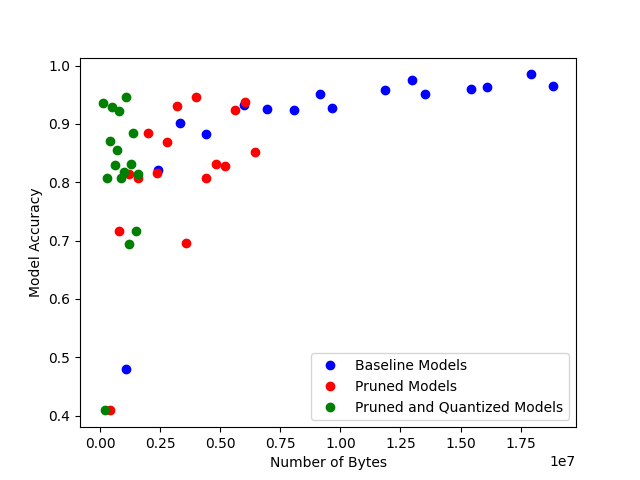 1.0
0.9
0.8
0.7
0.6
0.5
0.4
Model Accuracy
Baseline Models
Pruned Models
Pruned and Quantized Models
0.00 0.25 0.50 0.75 1.00 1.25 1.50 1.75
Number of Bytes
1e7